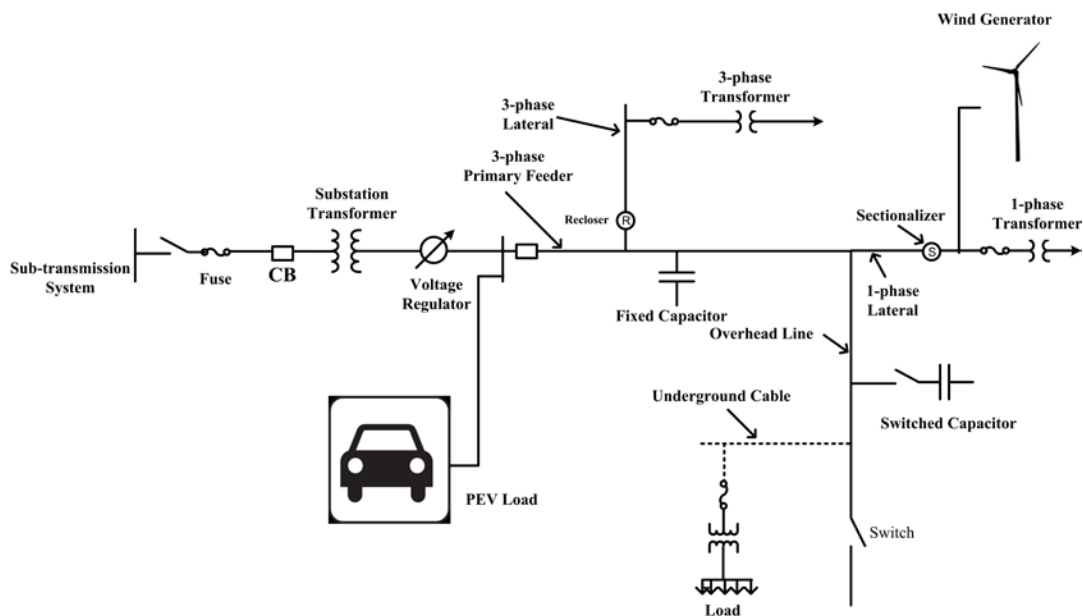 Wind Generator
3-phase
Transformer
3-phase
Lateral
3-phase
Primary Feeder
Substation
Transformer
Recloser
R
Sectionalizer
1-phase
Transformer
S
Sub-transmission
System
Fuse
CB
Voltage
Regulator
Fixed Capacitor
1-phase
Lateral
Overhead Line
Underground Cable
Switched Capacitor
PEV Load
Switch
Load